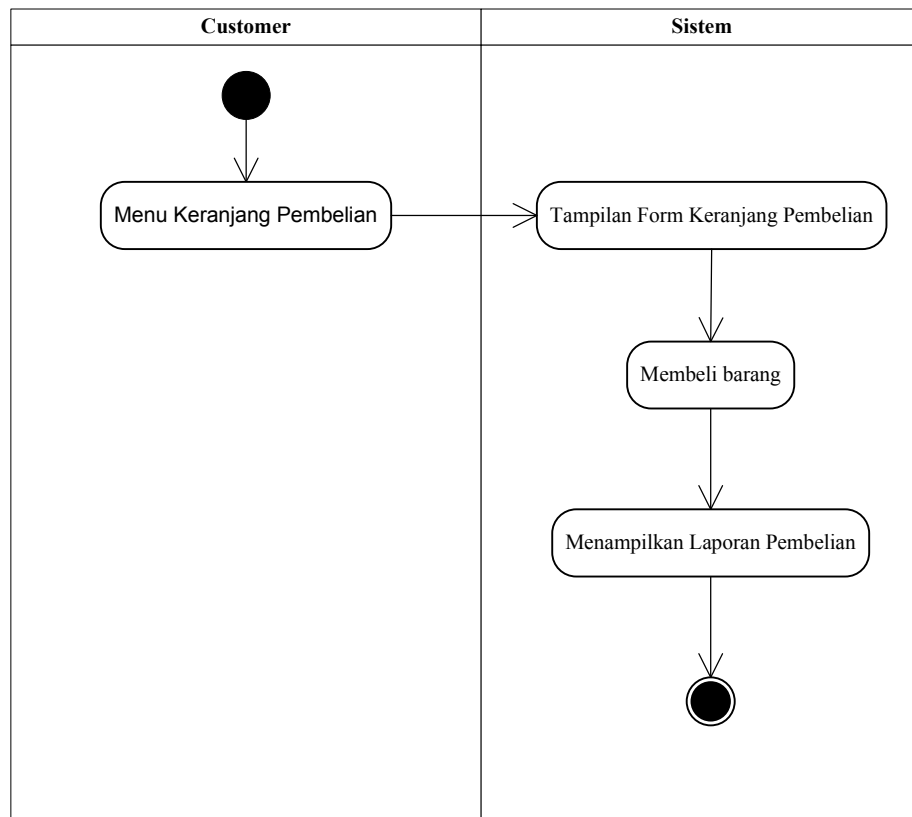 Customer
Sistem
Menu Keranjang Pembelian
Tampilan Form Keranjang Pembelian
Membeli barang
Menampilkan Laporan Pembelian